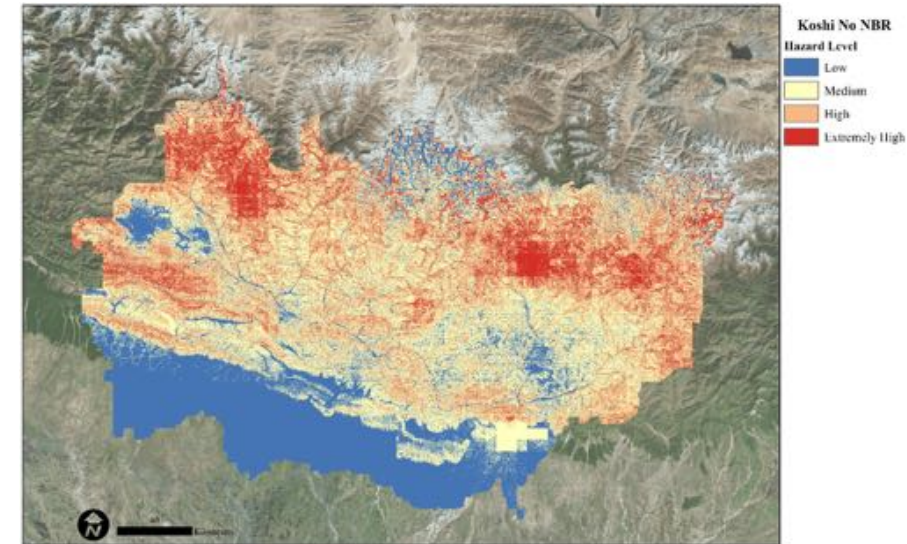 Koshi No NBR
Hazard Level
Low
Medium
High
Extremely High
N